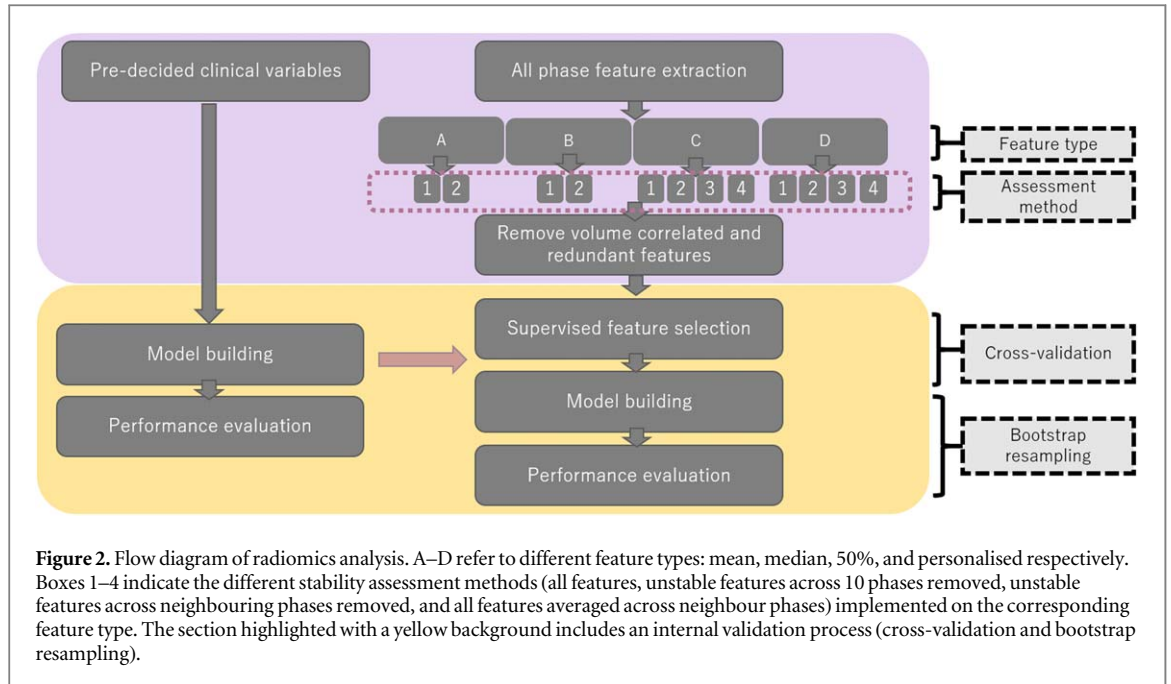 Pre-decided clinical variables
All phase feature extraction
A
B
C
D
Feature type
1 2
1 2
1 2 3 4
1 2 3 4
Assessment
method
Remove volume correlated and
redundant features
Supervised feature selection
Model building
Cross-validation
Model building
Performance evaluation
Bootstrap
resampling
Performance evaluation
Figure 2. Flow diagram of radiomics analysis. A–D refer to different feature types: mean, median, 50%, and personalised respectively.
Boxes 1–4 indicate the different stability assessment methods (all features, unstable features across 10 phases removed, unstable
features across neighbouring phases removed, and all features averaged across neighbour phases) implemented on the corresponding
feature type. The section highlighted with a yellow background includes an internal validation process (cross-validation and bootstrap
resampling).